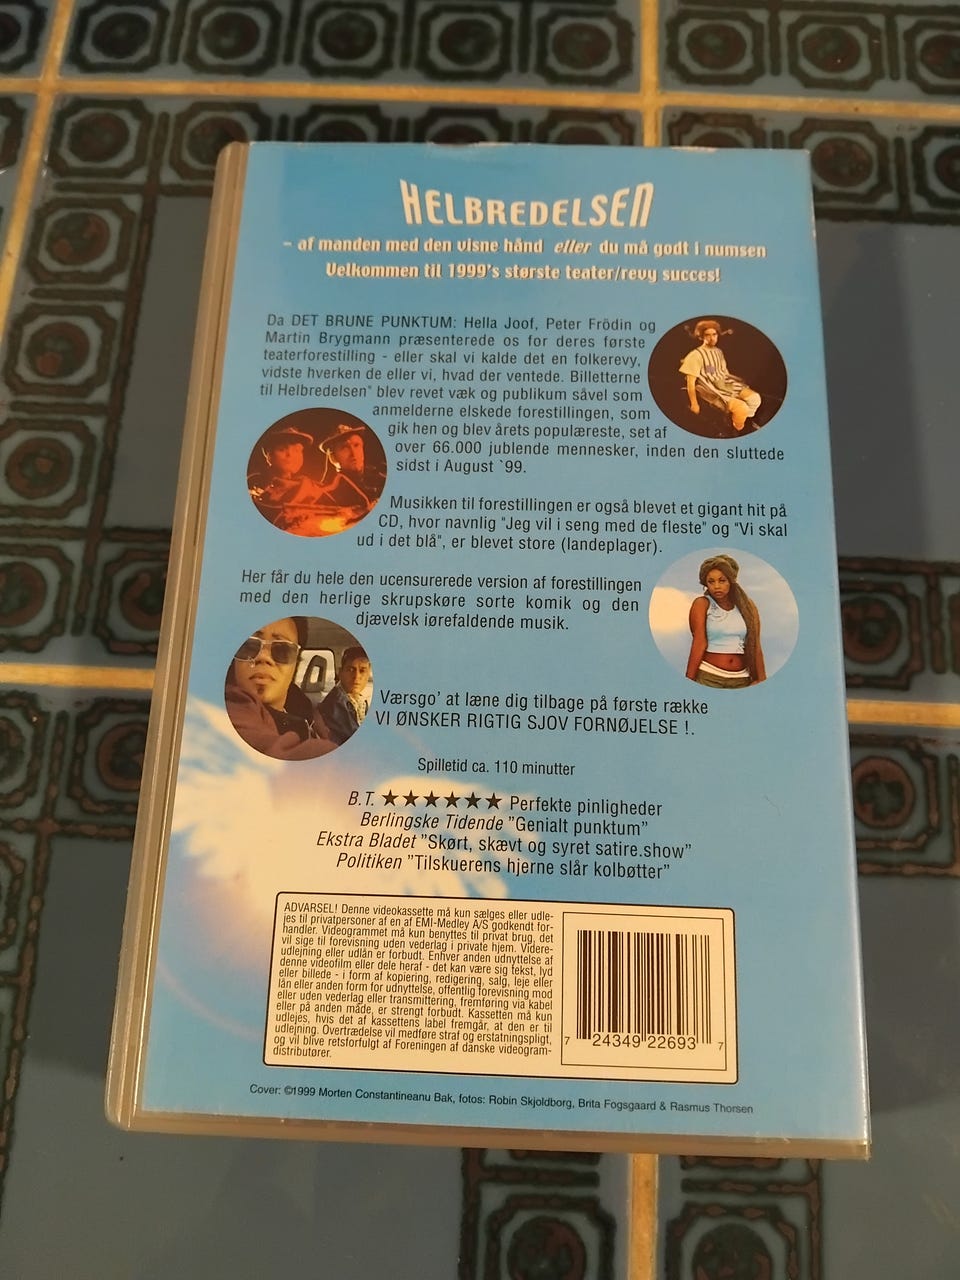 HELBREDELSEN
– af manden med den visne hånd eller du må godt i numsen
Velkommen til 1999's største teater/revy succes!
Da DET BRUNE PUNKTUM: Hella Joof, Peter Frödin og
Martin Brygmann præsenterede os for deres første
teaterforestilling - eller skal vi kalde det en folkerevy,
vidste hverken de eller vi, hvad der ventede. Billetterne
til Helbredelsen" blev revet væk og publikum såvel som
anmelderne elskede forestillingen, som
gik hen og blev årets populæreste, set af
over 66.000 jublende mennesker, inden den sluttede
sidst i August `99.
Musikken til forestillingen er også blevet et gigant hit på
CD, hvor navnlig "Jeg vil i seng med de fleste" og "Vi skal
ud i det blå", er blevet store (landeplager).
Her får du hele den ucensurerede version af forestillingen
med den herlige skrupskøre sorte komik og den
djævelsk iørefaldende musik.
Værsgo' at læne dig tilbage på første række
VI ØNSKER RIGTIG SJOV FORNØJELSE !.
Spilletid ca. 110 minutter
B.T. ★★★★★★ Perfekte pinligheder
Berlingske Tidende "Genialt punktum"
Ekstra Bladet "Skørt, skævt og syret satire.show"
Politiken "Tilskuerens hjerne slår kolbøtter"
ADVARSEL! Denne videokassette må kun sælges eller udle-
jes til privatpersoner af en af EMI-Medley A/S godkendt for-
handler. Videogrammet må kun benyttes til privat brug, det
vil sige til forevisning uden vederlag i private hjem. Videre-
udlejning eller udlån er forbudt. Enhver anden udnyttelse af
denne videofilm eller dele heraf - det kan være sig tekst, lyd
eller billede - i form af kopiering, redigering, salg, leje eller
lån eller anden form for udnyttelse, offentlig forevisning mod
eller uden vederlag eller transmittering, fremføring via kabel
eller på anden måde, er strengt forbudt. Kassetten må kun
udlejes, hvis det af kassettens label fremgår, at den er til
udlejning. Overtrædelse vil medføre straf og erstatningspligt,
og vil blive retsforfulgt af Foreningen af danske videogram-
distributører.
7 24349 22693 7
Cover: ©1999 Morten Constantineanu Bak, fotos: Robin Skjoldborg, Brita Fogsgaard & Rasmus Thorsen